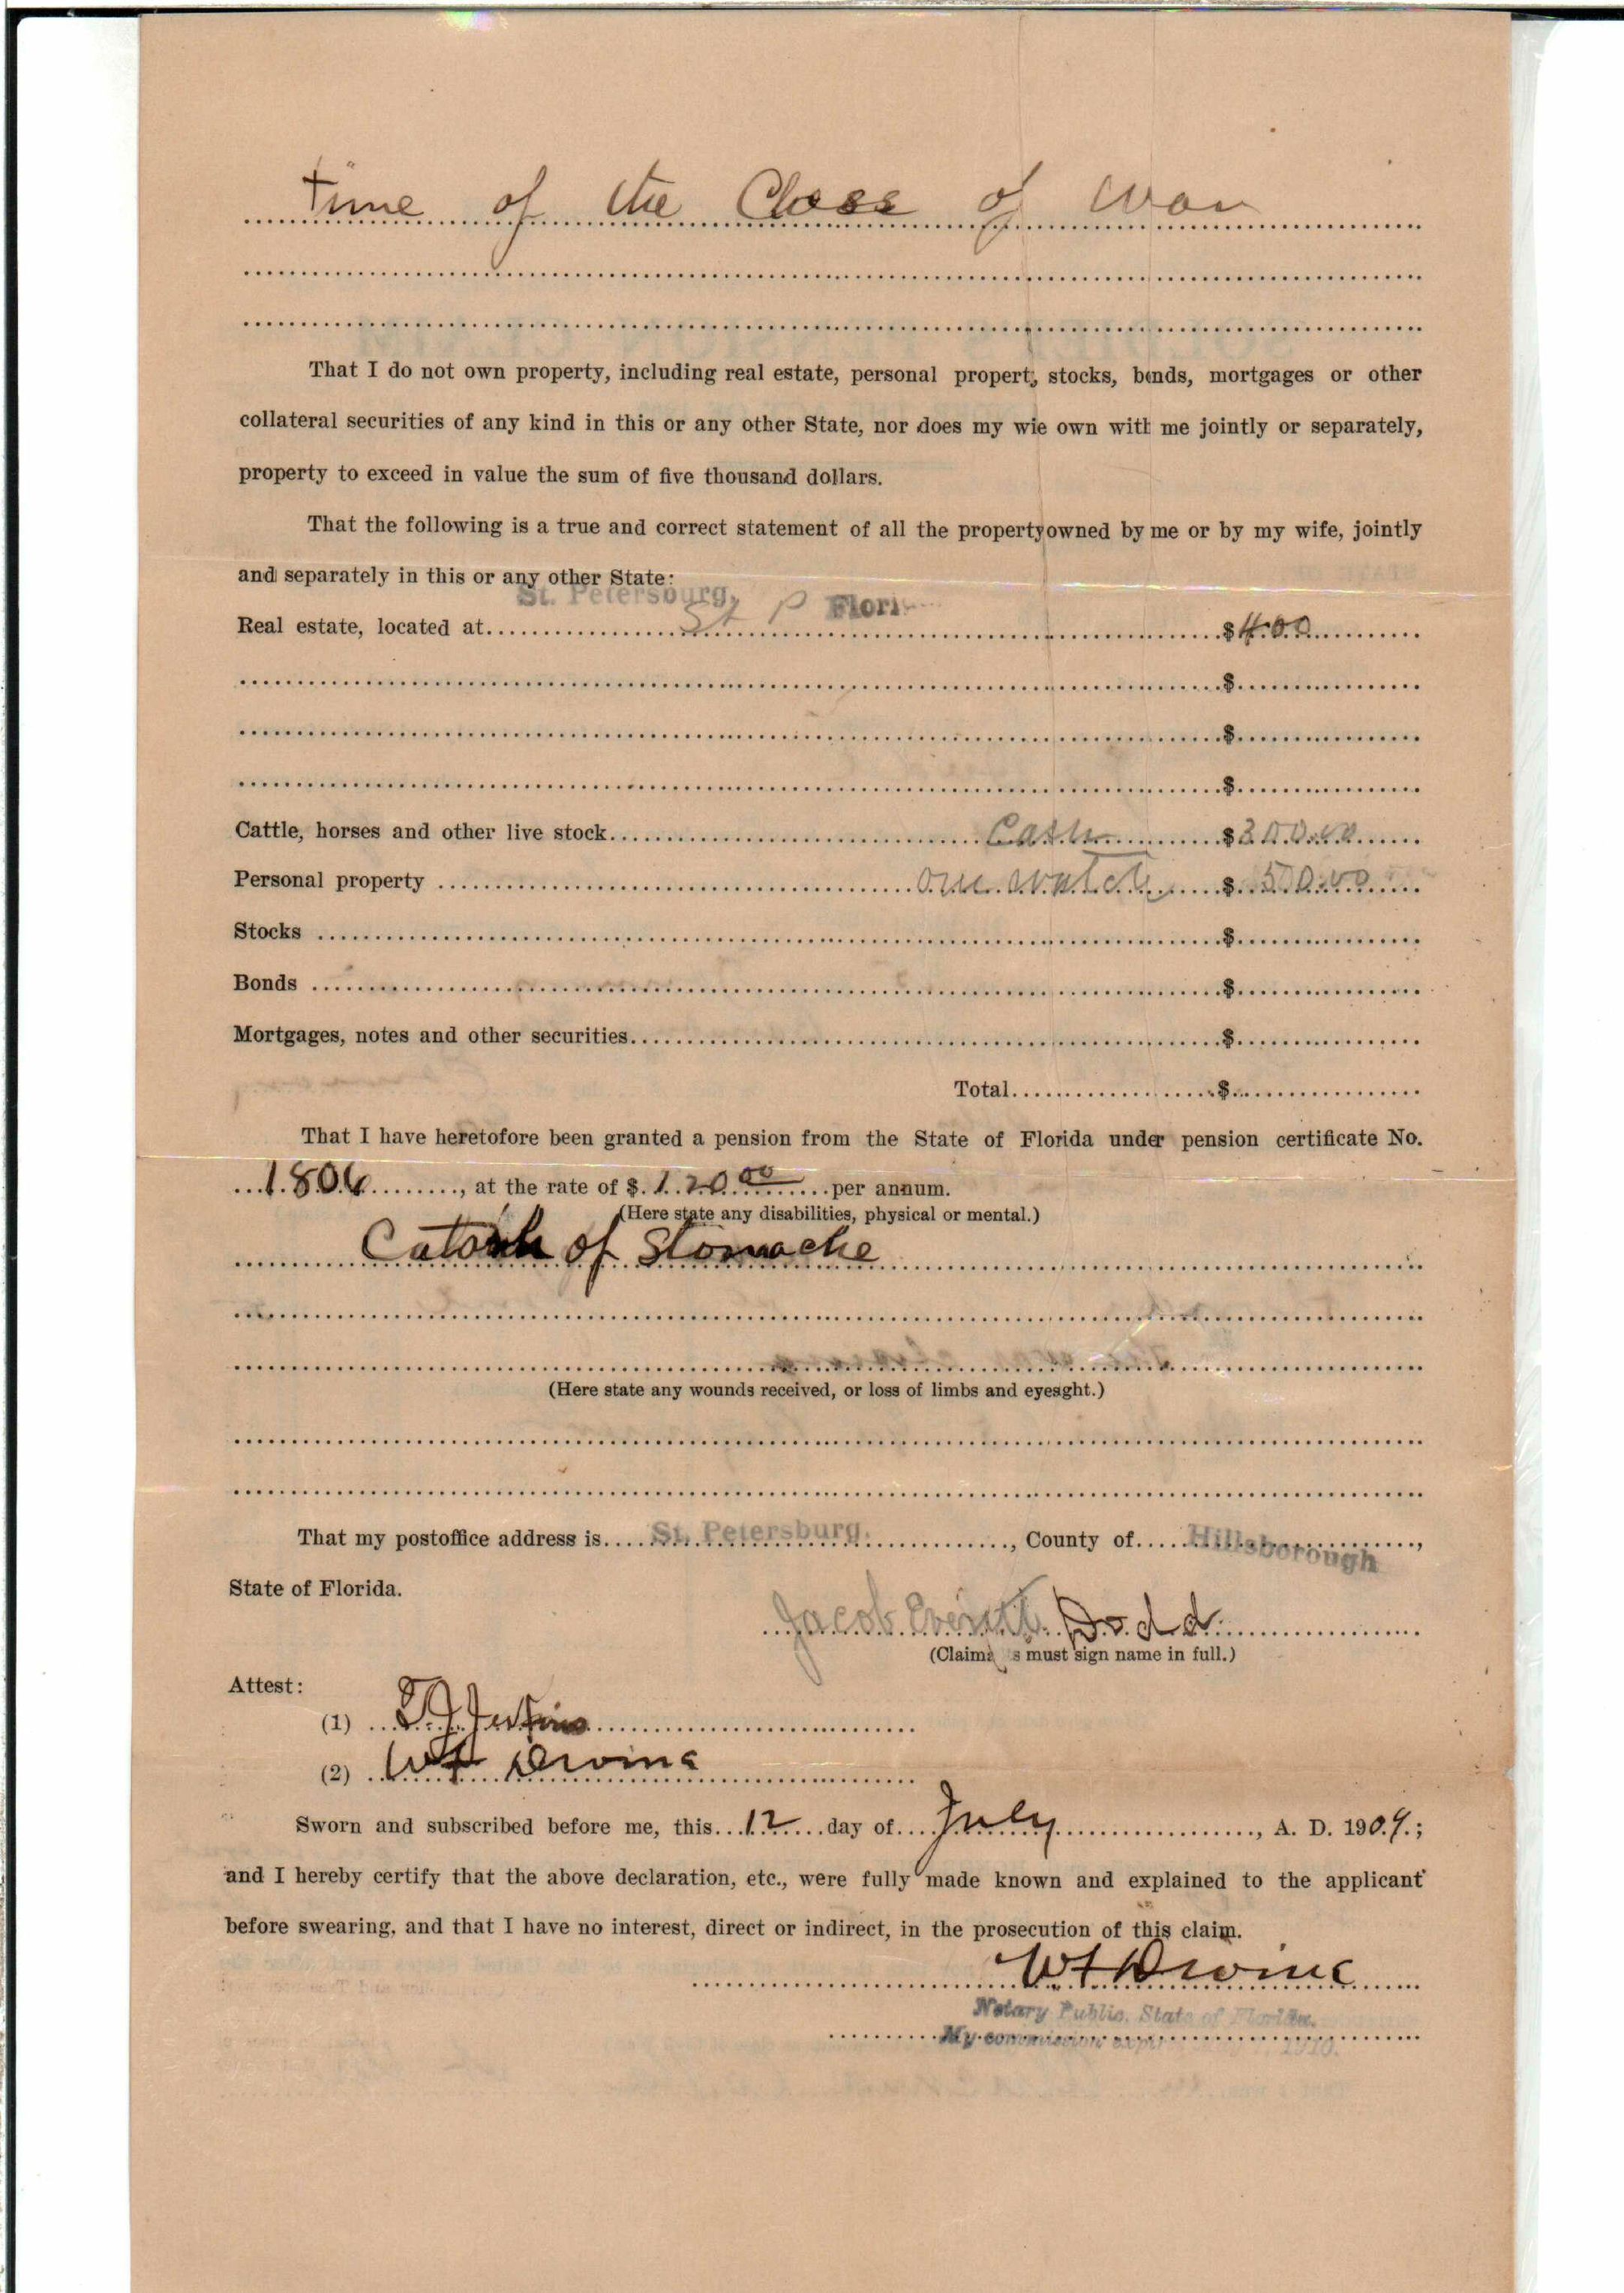 time of the Close of War
That I do not own property, including real estate, personal property, stocks, bonds, mortgages or other
collateral securities of any kind in this or any other State, nor does my wie own with me jointly or separately,
property to exceed in value the sum of five thousand dollars.
That the following is a true and correct statement of all the property owned by me or by my wife, jointly
and separately in this or any other State:
St. Petersburg, Flori
Real estate, located at St P $400
$
$
$
Cattle, horses and other live stock $
Personal property one watch $ 50.00
Stocks $
Bonds $
Mortgages, notes and other securities $
Total $
That I have heretofore been granted a pension from the State of Florida under pension certificate No.
1806, at the rate of $ 120 00 per annum.
(Here state any disabilities, physical or mental.)
of Stomache
(Here state any wounds received, or loss of limbs and eyesght.)
That my postoffice address is St. Petersburg, County of Hillsborough,
State of Florida.
Jacob Everett Dodd
(Claima s must sign name in full.)
Attest:
(1)
(2)
Sworn and subscribed before me, this 12 day of July, A. D. 1909.;
and I hereby certify that the above declaration, etc., were fully made known and explained to the applicant
before swearing, and that I have no interest, direct or indirect, in the prosecution of this claim.
Notary Public, State of Florida.
My commission expires 1910.